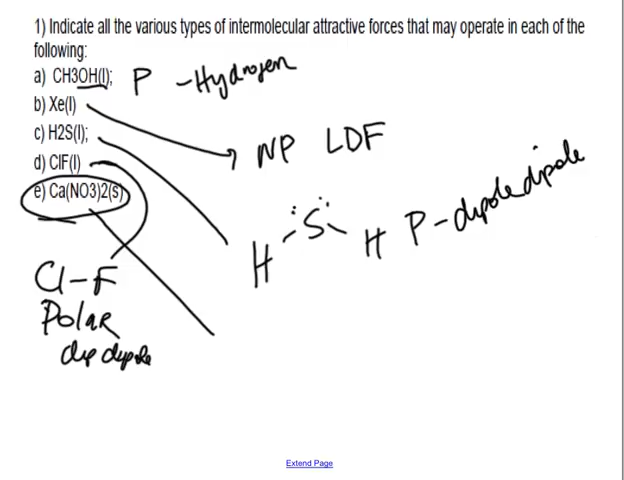 1) Indicate all the various types of intermolecular attractive forces that may operate in each of the
following:
a) CH3OH(l); P - Hydrogen
b) Xe(l)
NP LDF
c) H2S(l);
d) ClF(l)
e) Ca(NO3)2(s)
H S H P - dipole dipole
Cl - F
Polar
dip dipole
Extend Page